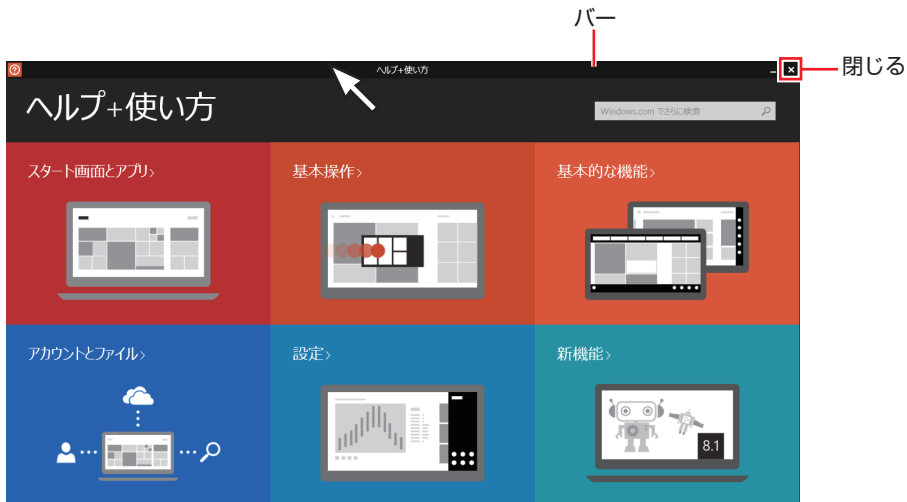 バー
閉じる
ヘルプ+使い方
ヘルプ+使い方
Windows.com でさらに検索
スタート画面とアプリ>
基本操作>
基本的な機能>
アカウントとファイル>
設定>
新機能>
8.1